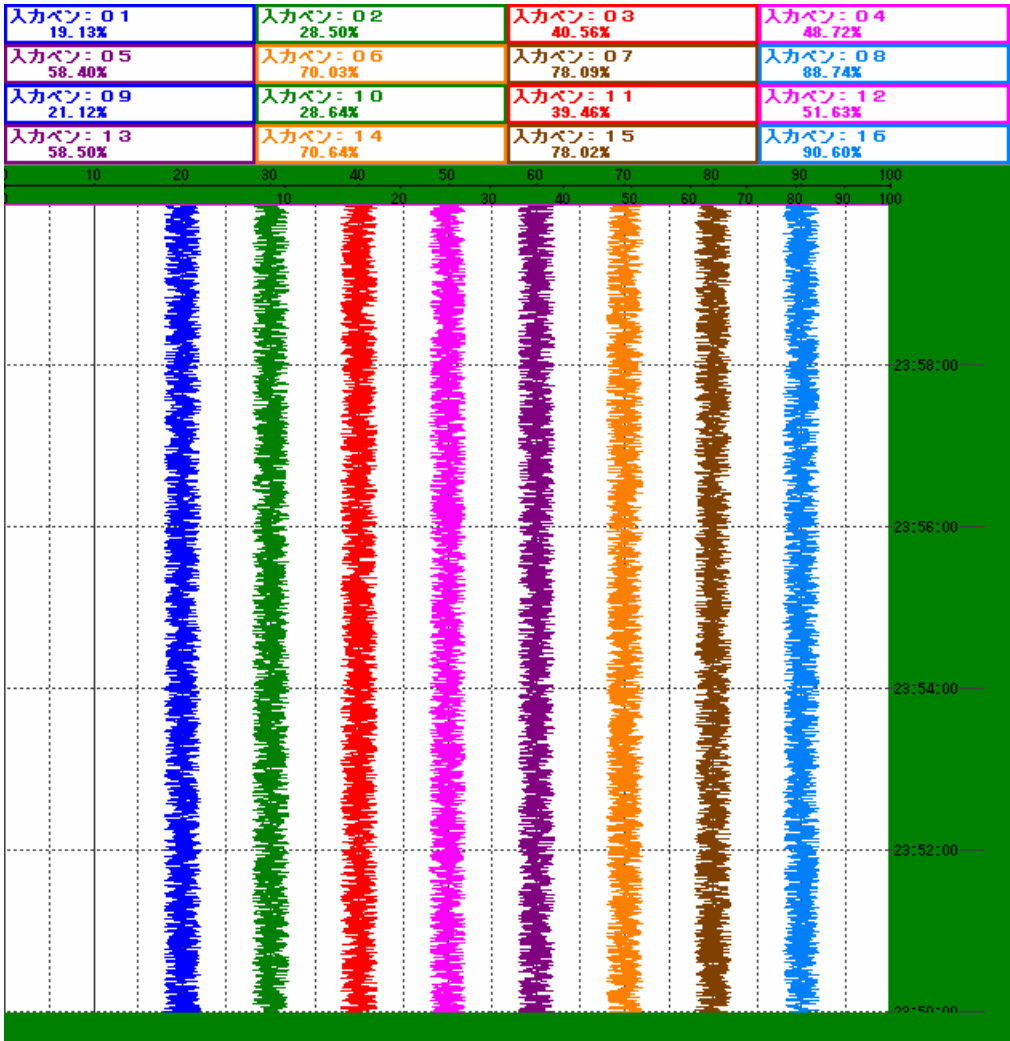 入力ペン：０１ 入力ペン：０２ 入力ペン：０３ 入力ペン：０４
19.13% 28.50% 40.56% 48.72%
入力ペン：０５ 入力ペン：０６ 入力ペン：０７ 入力ペン：０８
58.40% 70.03% 78.09% 88.74%
入力ペン：０９ 入力ペン：１０ 入力ペン：１１ 入力ペン：１２
21.12% 28.64% 39.46% 51.63%
入力ペン：１３ 入力ペン：１４ 入力ペン：１５ 入力ペン：１６
58.50% 70.64% 78.02% 90.60%
0 10 20 30 40 50 60 70 80 90 100
0 10 20 30 40 50 60 70 80 90 100
23:58:00
23:56:00
23:54:00
23:52:00
23:50:00